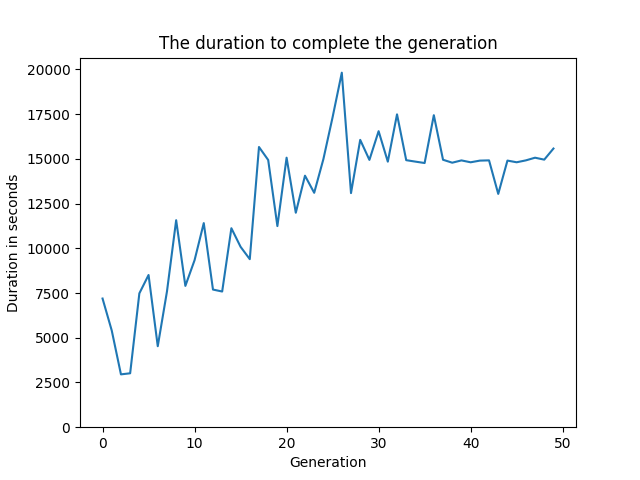 The duration to complete the generation
20000
17500
15000
12500
10000
7500
5000
2500
0
Duration in seconds
0 10 20 30 40 50
Generation